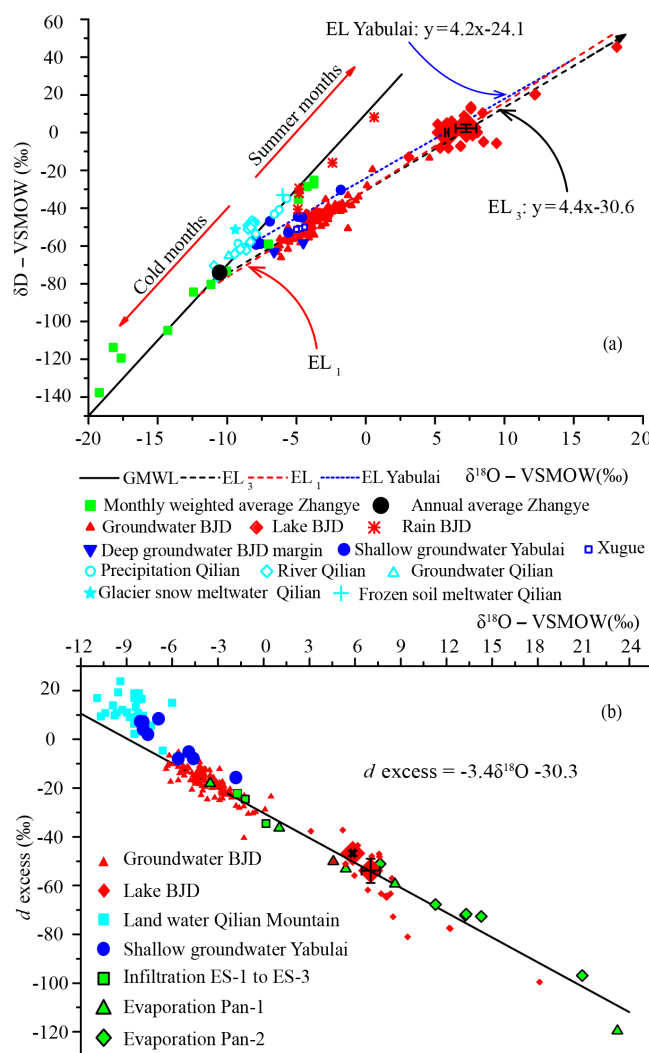 60
40
20
0
-20
-40
-60
-80
-100
-120
-140
δD – VSMOW (‰)
EL Yabulai: y=4.2x-24.1
Summer months
EL 3: y=4.4x-30.6
Cold months
EL 1
(a)
-20 -15 -10 -5 0 5 10 15 20
GMWL EL3 EL1 EL Yabulai δ18O – VSMOW(‰)
Monthly weighted average Zhangye Annual average Zhangye
Groundwater BJD Lake BJD Rain BJD
Deep groundwater BJD margin Shallow groundwater Yabulai Xugue
Precipitation Qilian River Qilian Groundwater Qilian
Glacier snow meltwater Qilian Frozen soil meltwater Qilian
δ18O – VSMOW(‰)
-12 -9 -6 -3 0 3 6 9 12 15 18 21 24
(b)
20
0
-20
-40
-60
-80
-100
-120
d excess (‰)
d excess = -3.4δ18O -30.3
Groundwater BJD
Lake BJD
Land water Qilian Mountain
Shallow groundwater Yabulai
Infiltration ES-1 to ES-3
Evaporation Pan-1
Evaporation Pan-2